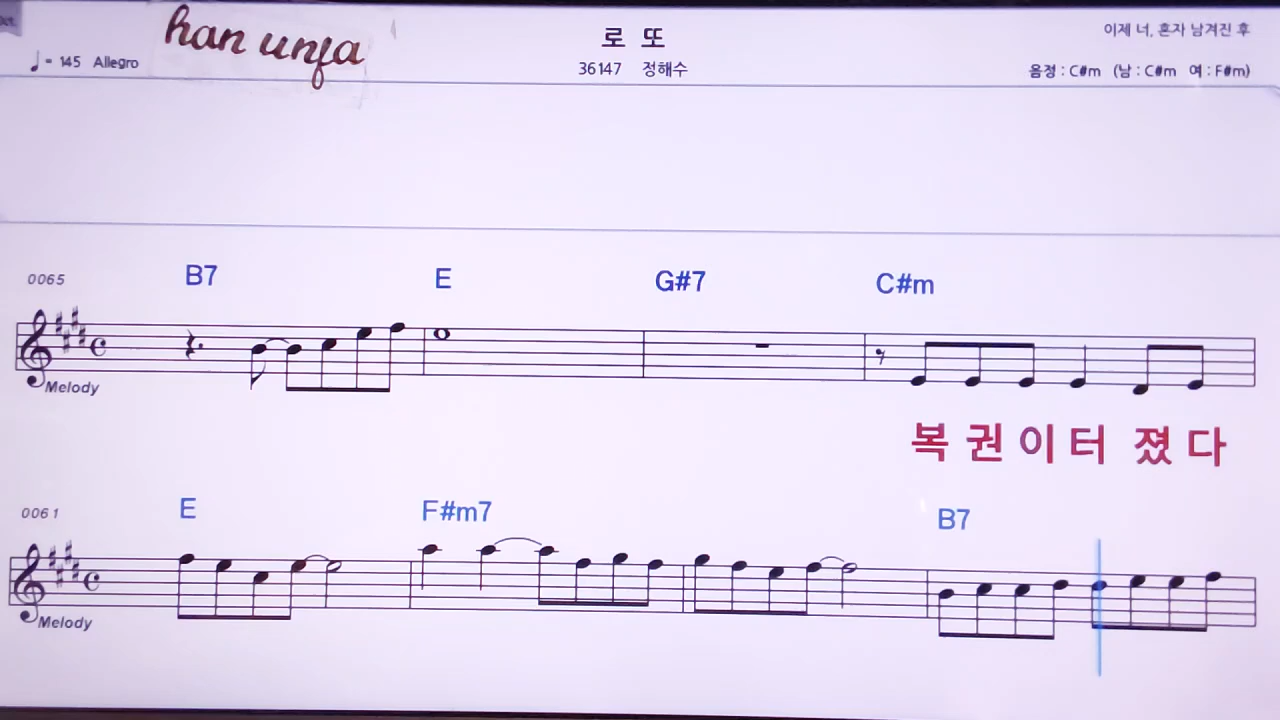 han unja
로 또
이제 너, 혼자 남겨진 후
♩= 145 Allegro
36147 정해수
음정 : C#m (남 : C#m 여 : F#m)
0065 B7 E G#7 C#m
Melody
복 권 이 터 졌 다
0061 E F#m7 B7
Melody